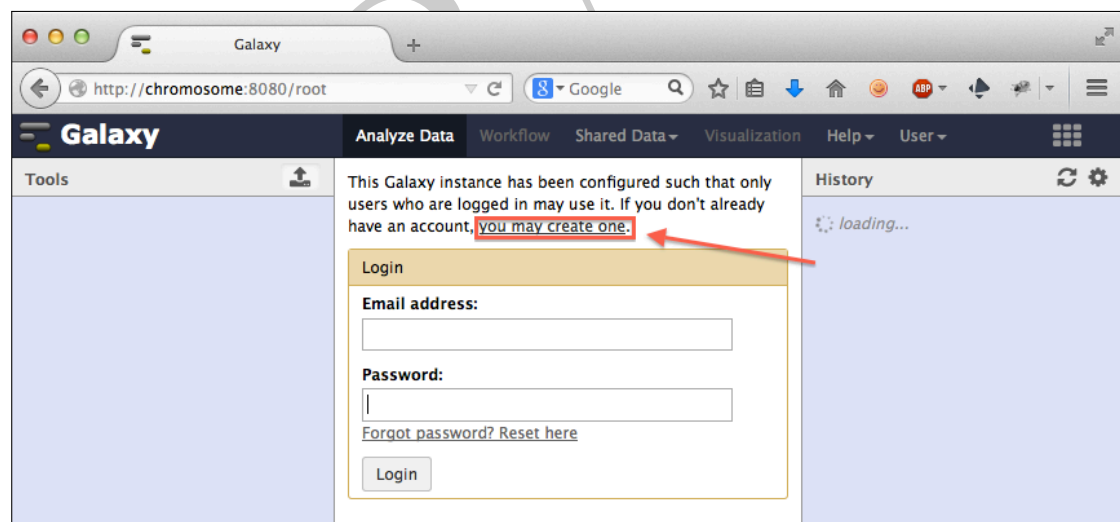 Galaxy
http://chromosome:8080/root
Google
ABP
Galaxy
Analyze Data Workflow Shared Data Visualization Help User
Tools
This Galaxy instance has been configured such that only
users who are logged in may use it. If you don't already
have an account, you may create one.
Login
Email address:
Password:
Forgot password? Reset here
Login
History
loading...